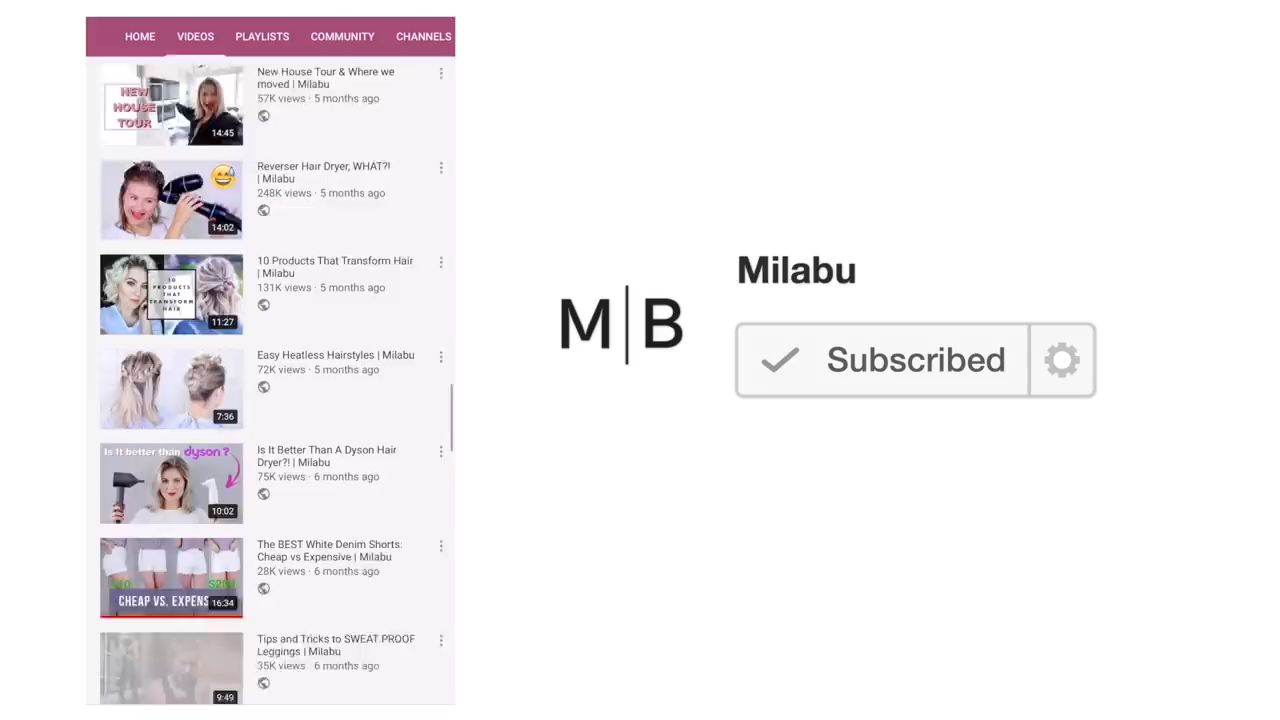 HOME VIDEOS PLAYLISTS COMMUNITY CHANNELS
NEW
HOUSE
TOUR
14:45
New House Tour & Where we
moved | Milabu
57K views · 5 months ago
14:02
Reverser Hair Dryer, WHAT?!
| Milabu
248K views · 5 months ago
10
PRODUCTS
THAT
TRANSFORM
HAIR
11:27
10 Products That Transform Hair
| Milabu
131K views · 5 months ago
7:36
Easy Heatless Hairstyles | Milabu
72K views · 5 months ago
Is It better than dyson?
10:02
Is It Better Than A Dyson Hair
Dryer?! | Milabu
75K views · 6 months ago
CHEAP VS. EXPENS
16:34
The BEST White Denim Shorts:
Cheap vs Expensive | Milabu
28K views · 6 months ago
9:49
Tips and Tricks to SWEAT PROOF
Leggings | Milabu
35K views · 6 months ago
M|B
Milabu
Subscribed